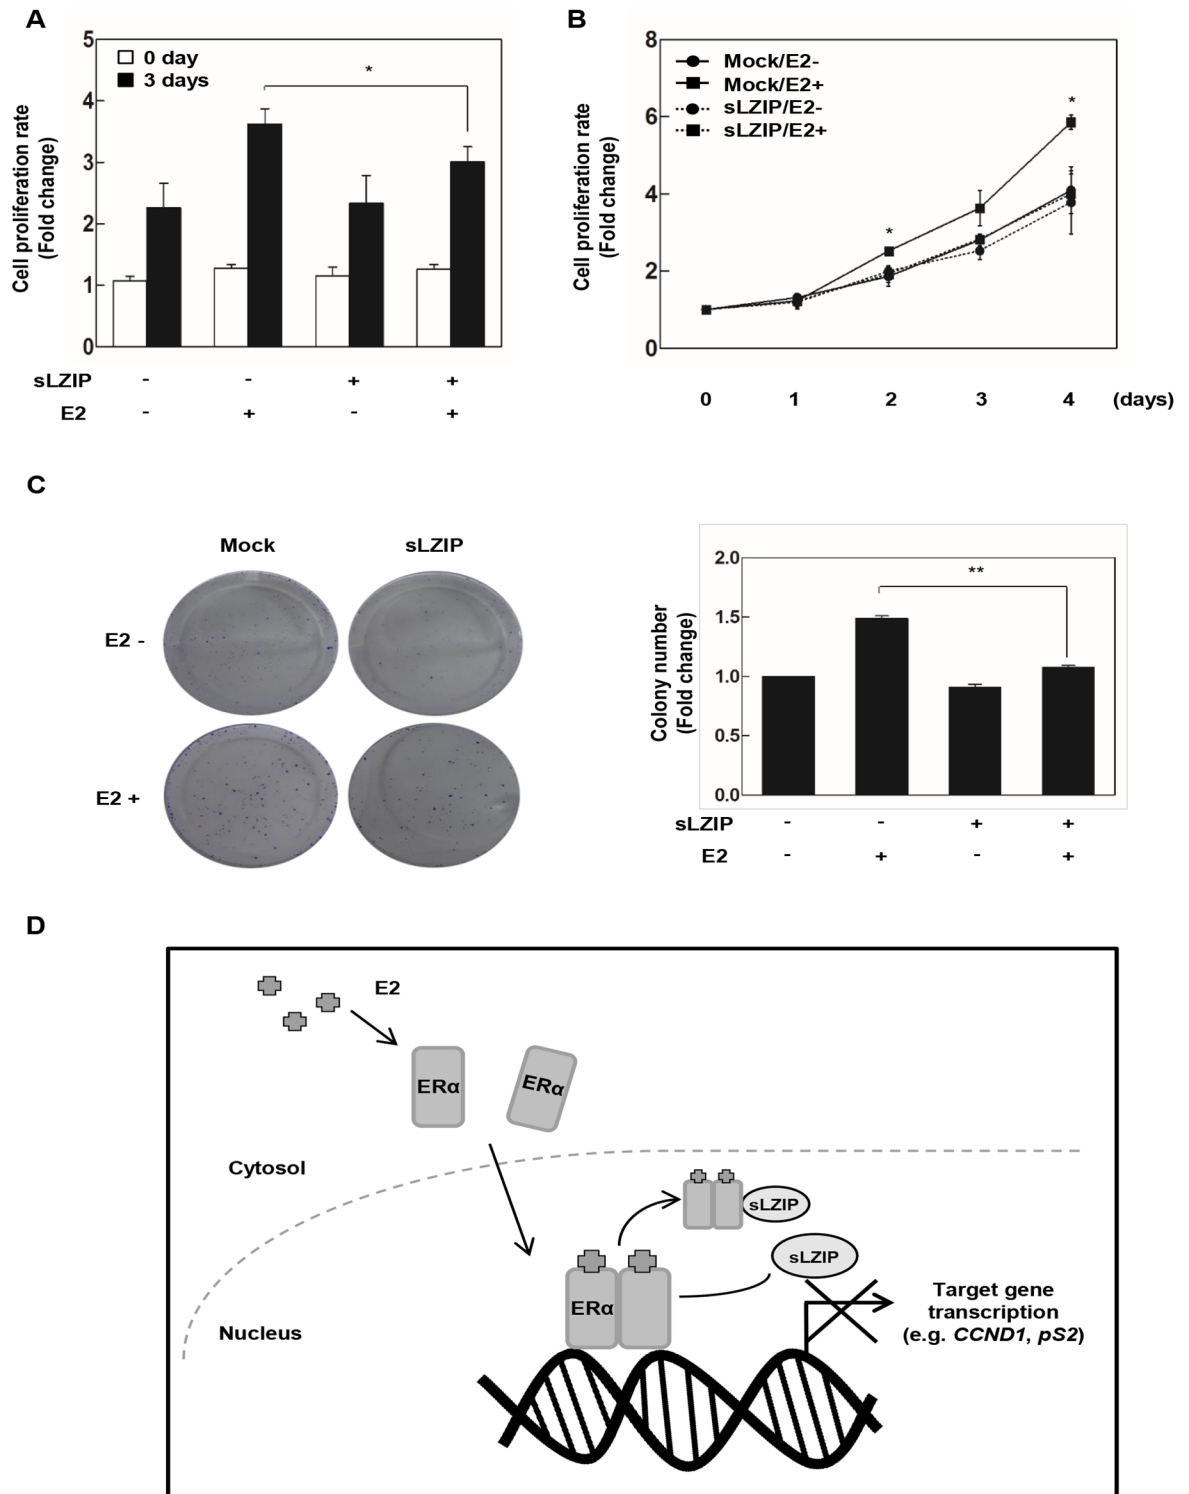 A
Cell proliferation rate
(Fold change)
5
4
3
2
1
0
0 day
3 days
*
sLZIP - - + +
E2 - + - +
B
Cell proliferation rate
(Fold change)
8
6
4
2
0
Mock/E2-
Mock/E2+
sLZIP/E2-
sLZIP/E2+
*
*
0 1 2 3 4 (days)
C
Mock sLZIP
E2 -
E2 +
Colony number
(Fold change)
2.0
1.5
1.0
0.5
0.0
**
sLZIP - - + +
E2 - + - +
D
E2
ERα
ERα
Cytosol
sLZIP
sLZIP
ERα
Nucleus
Target gene
transcription
(e.g. CCND1, pS2)